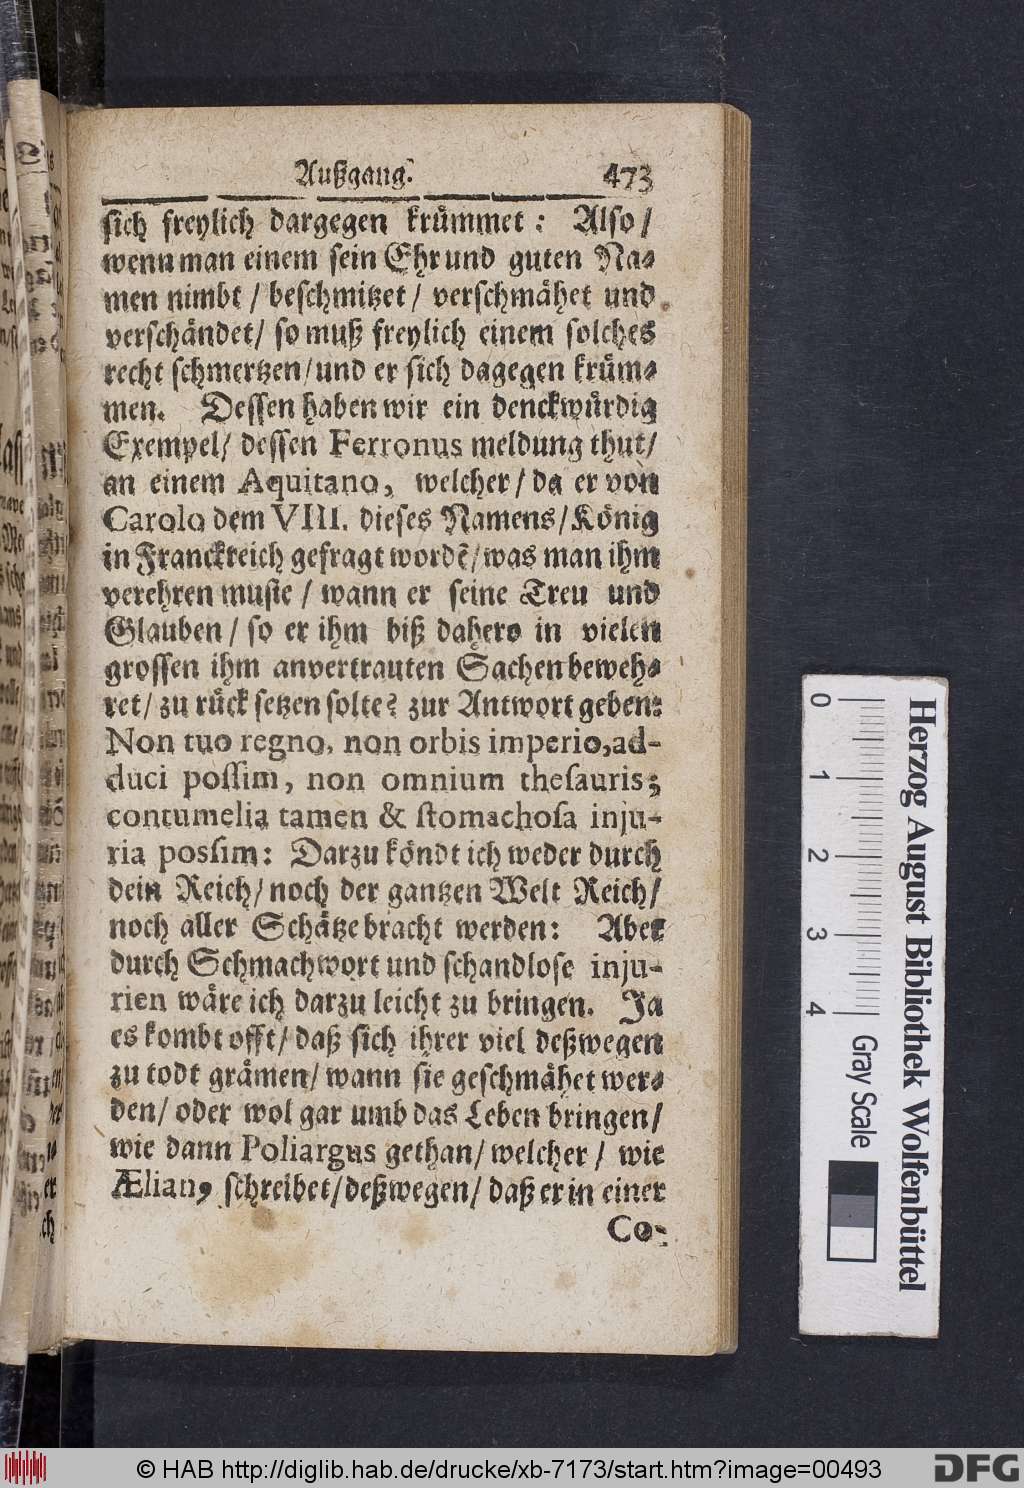 Außgang. 473
sich freylich dargegen krümmet: Also/
wenn man einem sein Ehr und guten Na-
men nimbt / beschmitzet / verschmähet und
verschändet / so muß freylich einem solches
recht schmertzen / und er sich dagegen krüm-
men. Dessen haben wir ein denckwürdig
Exempel / dessen Ferronus meldung thut /
an einem Aquitano, welcher / da er von
Carolo dem VIII. dieses Namens / König
in Franckreich gefragt wordẽ / was man ihm
verehren muste / wann er seine Treu und
Glauben / so er ihm biß dahero in vielen
grossen ihm anvertrauten Sachen beweh-
ret / zu rück setzen solte? zur Antwort geben:
Non tuo regno, non orbis imperio, ad-
duci possim, non omnium thesauris;
contumelia tamen & stomachosa inju-
ria possim: Darzu köndt ich weder durch
dein Reich / noch der gantzen Welt Reich /
noch aller Schätze bracht werden: Aber
durch Schmachwort und schandlose inju-
rien wäre ich darzu leicht zu bringen. Ja
es kombt offt / daß sich ihrer viel deßwegen
zu todt grämen / wann sie geschmähet wer-
den / oder wol gar umb das Leben bringen /
wie dann Poliargus gethan / welcher / wie
Ælian, schreibet / deßwegen / daß er in einer
Co-
Herzog August Bibliothek Wolfenbüttel
0 1 2 3 4
Gray Scale
© HAB http://diglib.hab.de/drucke/xb-7173/start.htm?image=00493
DFG